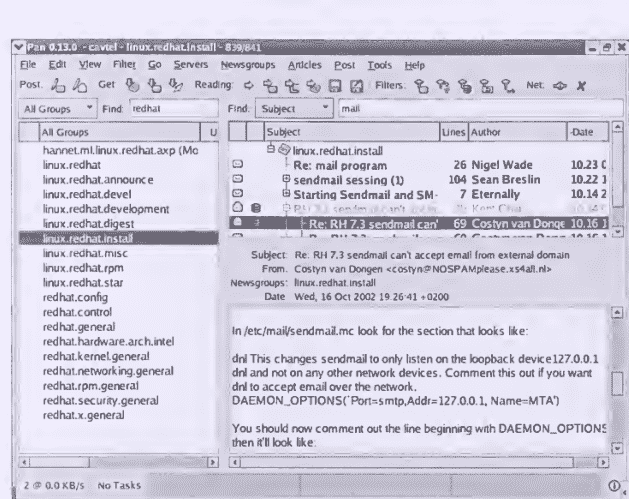 Pan 0.13.0 - cavtel - linux.redhat.install - 839/841
File Edit View Filter Go Servers Newsgroups Articles Post Tools Help
Post: Get Reading: Filters: Net: X
All Groups Find: redhat Find: Subject mail
All Groups U
hannet.ml.linux.redhat.axp (Mo
linux.redhat
linux.redhat.announce
linux.redhat.devel
linux.redhat.development
linux.redhat.digest
linux.redhat.install
linux.redhat.misc
linux.redhat.rpm
linux.redhat.star
redhat.config
redhat.control
redhat.general
redhat.hardware.arch.intel
redhat.kernel.general
redhat.networking.general
redhat.rpm.general
redhat.security.general
redhat.x.general
Subject Lines Author Date
linux.redhat.install
Re: mail program 26 Nigel Wade 10.23 0
sendmail sessing (1) 104 Sean Breslin 10.22 1
Starting Sendmail and SM- 7 Eternally 10.14 2
RH 7.3 sendmail can't
Re: RH 7.3 sendmail can' 69 Costyn van Donge 10.16 1
Subject: Re: RH 7.3 sendmail can't accept email from external domain
From: Costyn van Dongen <costyn@NOSPAMplease.xs4all.nl>
Newsgroups: linux.redhat.install
Date Wed, 16 Oct 2002 19:26:41 +0200
In /etc/mail/sendmail.mc look for the section that looks like:
dnl This changes sendmail to only listen on the loopback device127.0.0.1
dnl and not on any other network devices. Comment this out if you want
dnl to accept email over the network.
DAEMON_OPTIONS(`Port=smtp,Addr=127.0.0.1, Name=MTA')
You should now comment out the line beginning with DAEMON_OPTIONS
then it'll look like:
2 @ 0.0 KB/s No Tasks